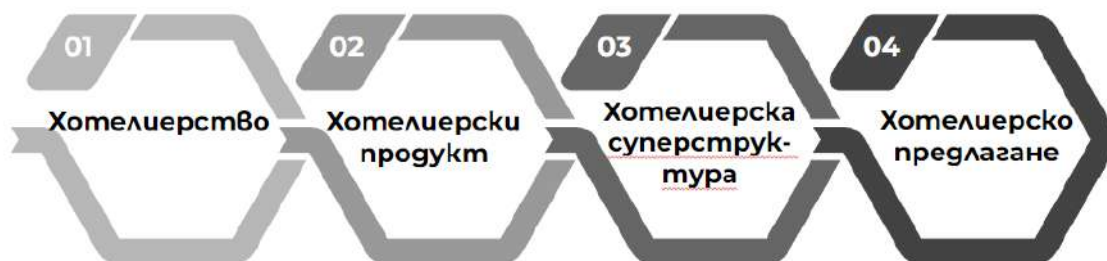 01
Хотелиерство
02
Хотелиерски
продукт
03
Хотелиерска
суперструк-
тура
04
Хотелиерско
предлагане